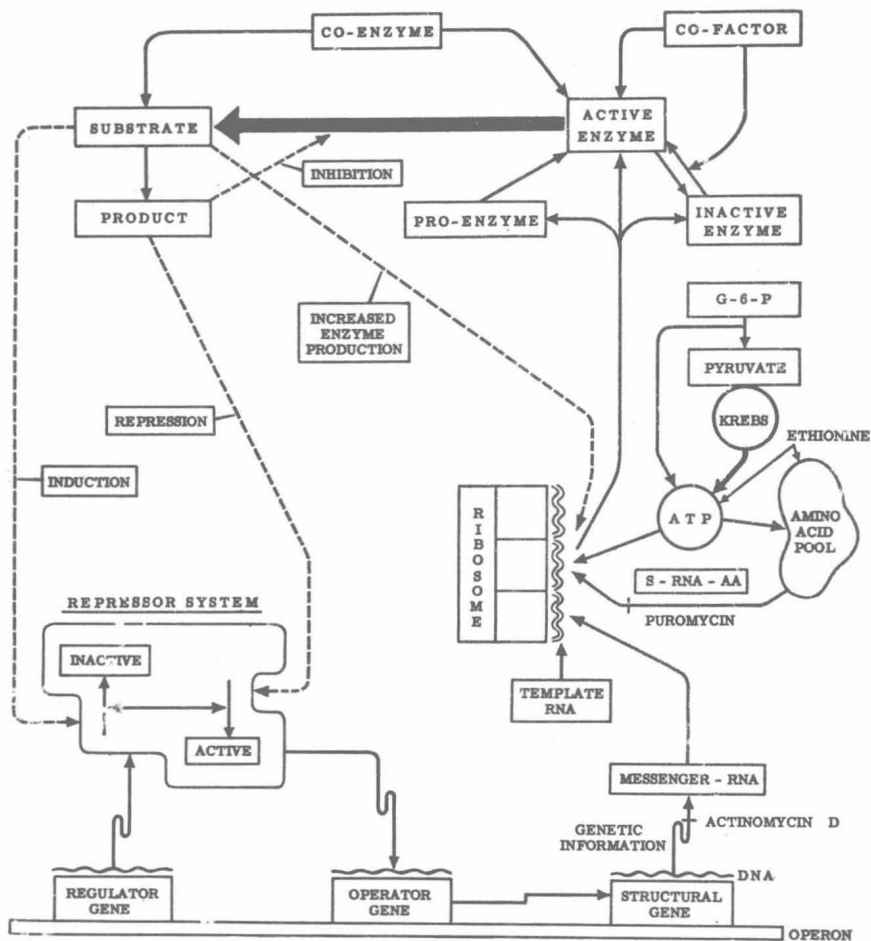 CO-ENZYME
CO-FACTOR
SUBSTRATE
ACTIVE
ENZYME
INHIBITION
PRODUCT
PRO-ENZYME
INACTIVE
ENZYME
G-6-P
INCREASED
ENZYME
PRODUCTION
PYRUVATE
KREBS
REPRESSION
ETHIONINE
INDUCTION
RIBOSOME
ATP
AMINO
ACID
POOL
S-RNA-AA
PUROMYCIN
REPRESSOR SYSTEM
INACTIVE
TEMPLATE
RNA
ACTIVE
MESSENGER-RNA
GENETIC
INFORMATION
ACTINOMYCIN D
DNA
REGULATOR
GENE
OPERATOR
GENE
STRUCTURAL
GENE
OPERON